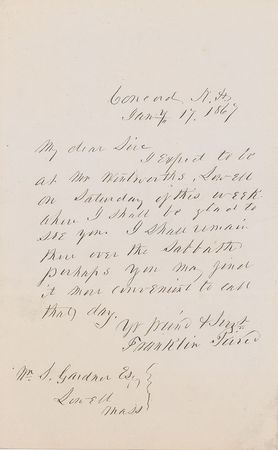 Concord, N. H.
Jany 17, 1867
My dear Sir,
I expect to be
at Mr Wentworths, Lowell
on Saturday of this week
where I shall be glad to
see you. I shall remain
there over the Sabbath
perhaps you may find
it more convenient to call
that day.
Yr friend & Servt
Franklin Pierce
Wm S. Gardner Esq
Lowell
Mass